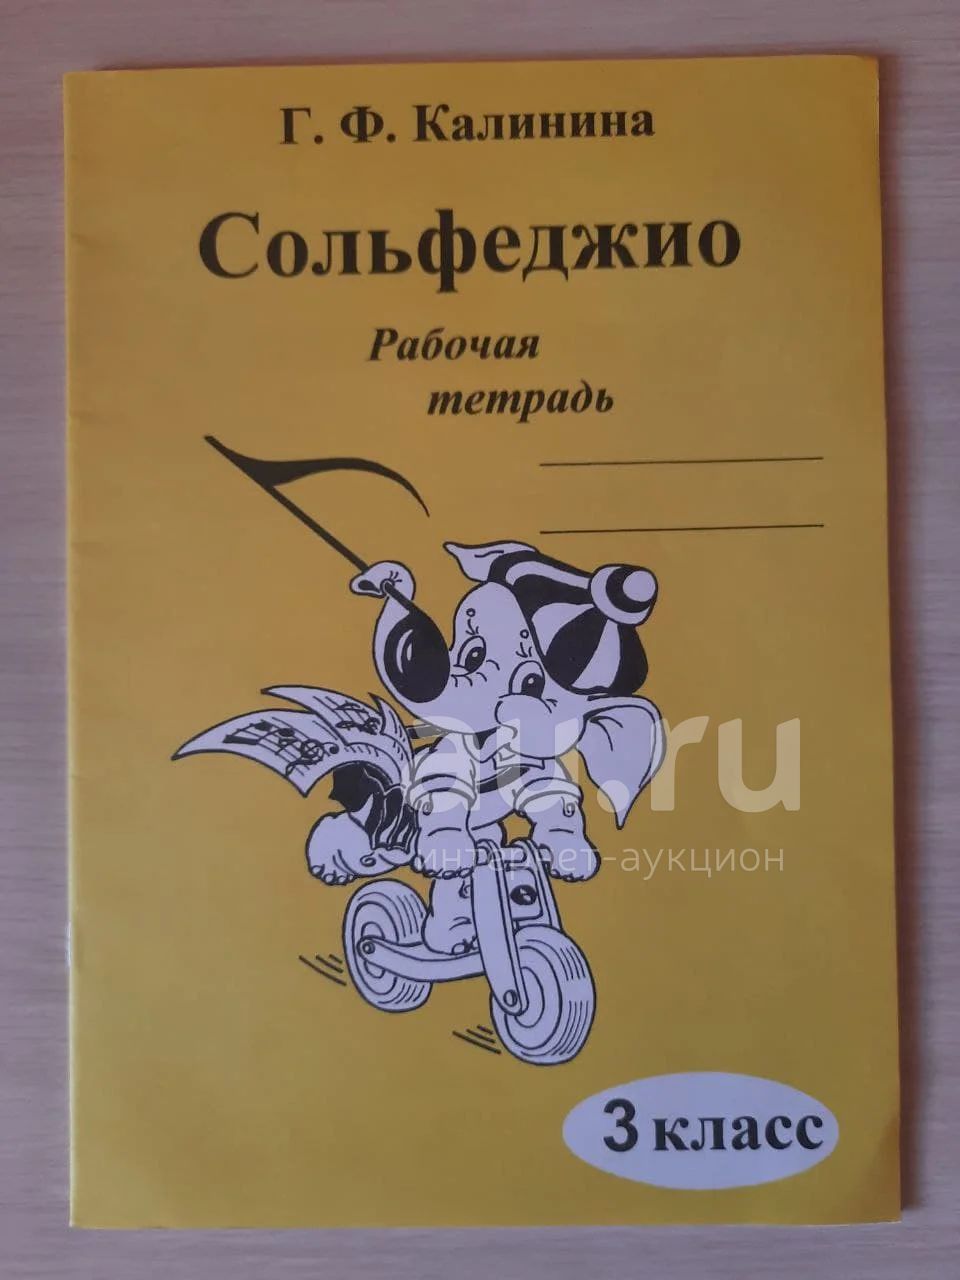 Г. Ф. Калинина
Сольфеджио
Рабочая
тетрадь
au.ru
интернет-аукцион
3 класс